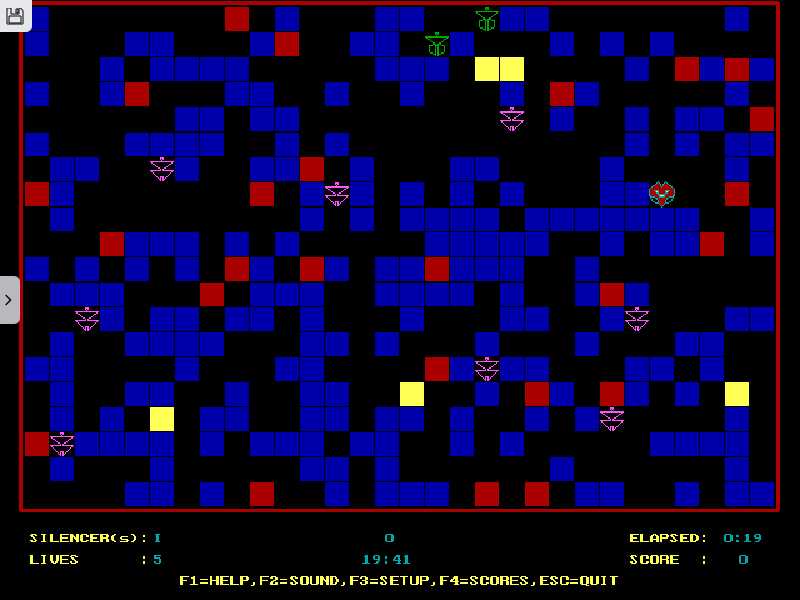 SILENCER(s): I 0 ELAPSED: 0:19
LIVES :5 19:41 SCORE : 0
F1=HELP,F2=SOUND,F3=SETUP,F4=SCORES,ESC=QUIT